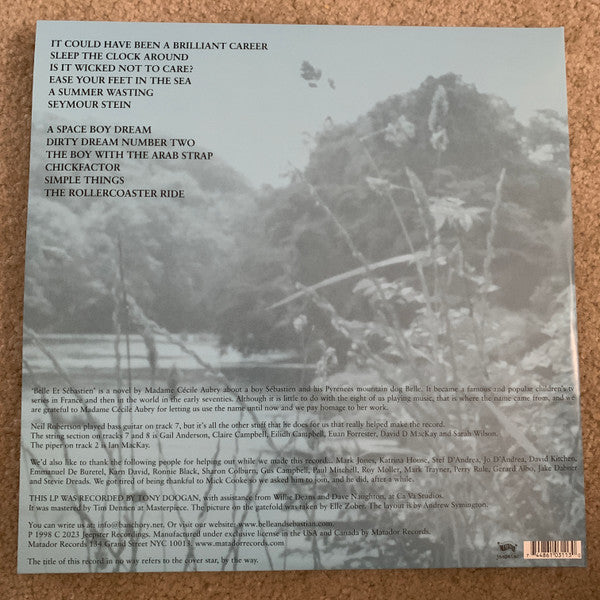 IT COULD HAVE BEEN A BRILLIANT CAREER
SLEEP THE CLOCK AROUND
IS IT WICKED NOT TO CARE?
EASE YOUR FEET IN THE SEA
A SUMMER WASTING
SEYMOUR STEIN
A SPACE BOY DREAM
DIRTY DREAM NUMBER TWO
THE BOY WITH THE ARAB STRAP
CHICKFACTOR
SIMPLE THINGS
THE ROLLERCOASTER RIDE
'Belle Et Sébastien' is a novel by Madame Cécile Aubry about a boy Sébastien and his Pyrenees mountain dog Belle. It became a famous and popular children's tv
series in France and then in the world in the early seventies. Although it is little to do with the eight of us playing music, that is where the name came from, and we
are grateful to Madame Cécile Aubry for letting us use the name until now and we pay homage to her work.
Neil Robertson played bass guitar on track 7, but it's all the other stuff that he does for us that really helped make the record.
The string section on tracks 7 and 8 is Gail Anderson, Claire Campbell, Eilidh Campbell, Euan Forrester, David D MacKay and Sarah Wilson.
The piper on track 2 is Ian MacKay.
We'd also like to thank the following people for helping out while we made this record... Mark Jones, Katrina House, Stef D'Andrea, Jo D'Andrea, David Kitchen,
Emmanuel De Buretel, Kam David, Ronnie Black, Sharon Colburn, Gus Campbell, Paul Mitchell, Roy Moller, Mark Trayner, Perry Rule, Gerard Albo, Jake Dabner
and Stevie Dreads. We got tired of being thankful to Mick Cooke so we asked him to join, and he did, after a while.
THIS LP WAS RECORDED BY TONY DOOGAN, with assistance from Willie Deans and Dave Naughton, at Ca Va Studios.
It was mastered by Tim Dennen at Masterpiece. The picture on the gatefold was taken by Elle Zober. The layout is by Andrew Symington.
You can write us at: info@banchory.net. Or visit our website: www.belleandsebastian.com.
P 1998 C 2023 Jeepster Recordings. Manufactured under exclusive license in the USA and Canada by Matador Records.
Matador Records 134 Grand Street NYC 10013. www.matadorrecords.com
The title of this record in no way refers to the cover star, by the way.